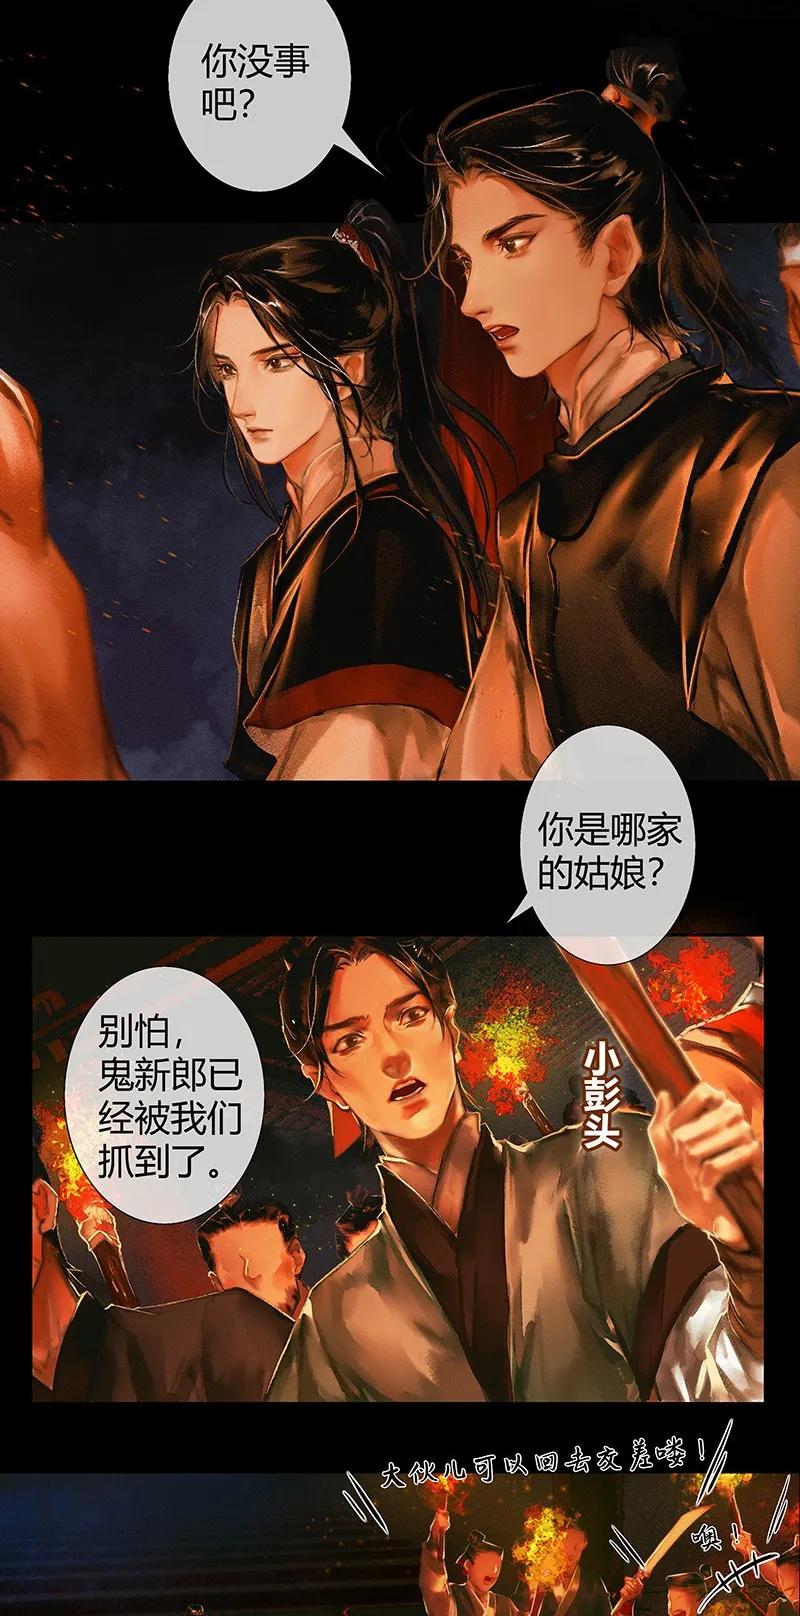 你没事
吧？
你是哪家
的姑娘？
别怕，
鬼新郎已
经被我们
抓到了。
小彭头
大伙儿可以回去交差喽！
噢！